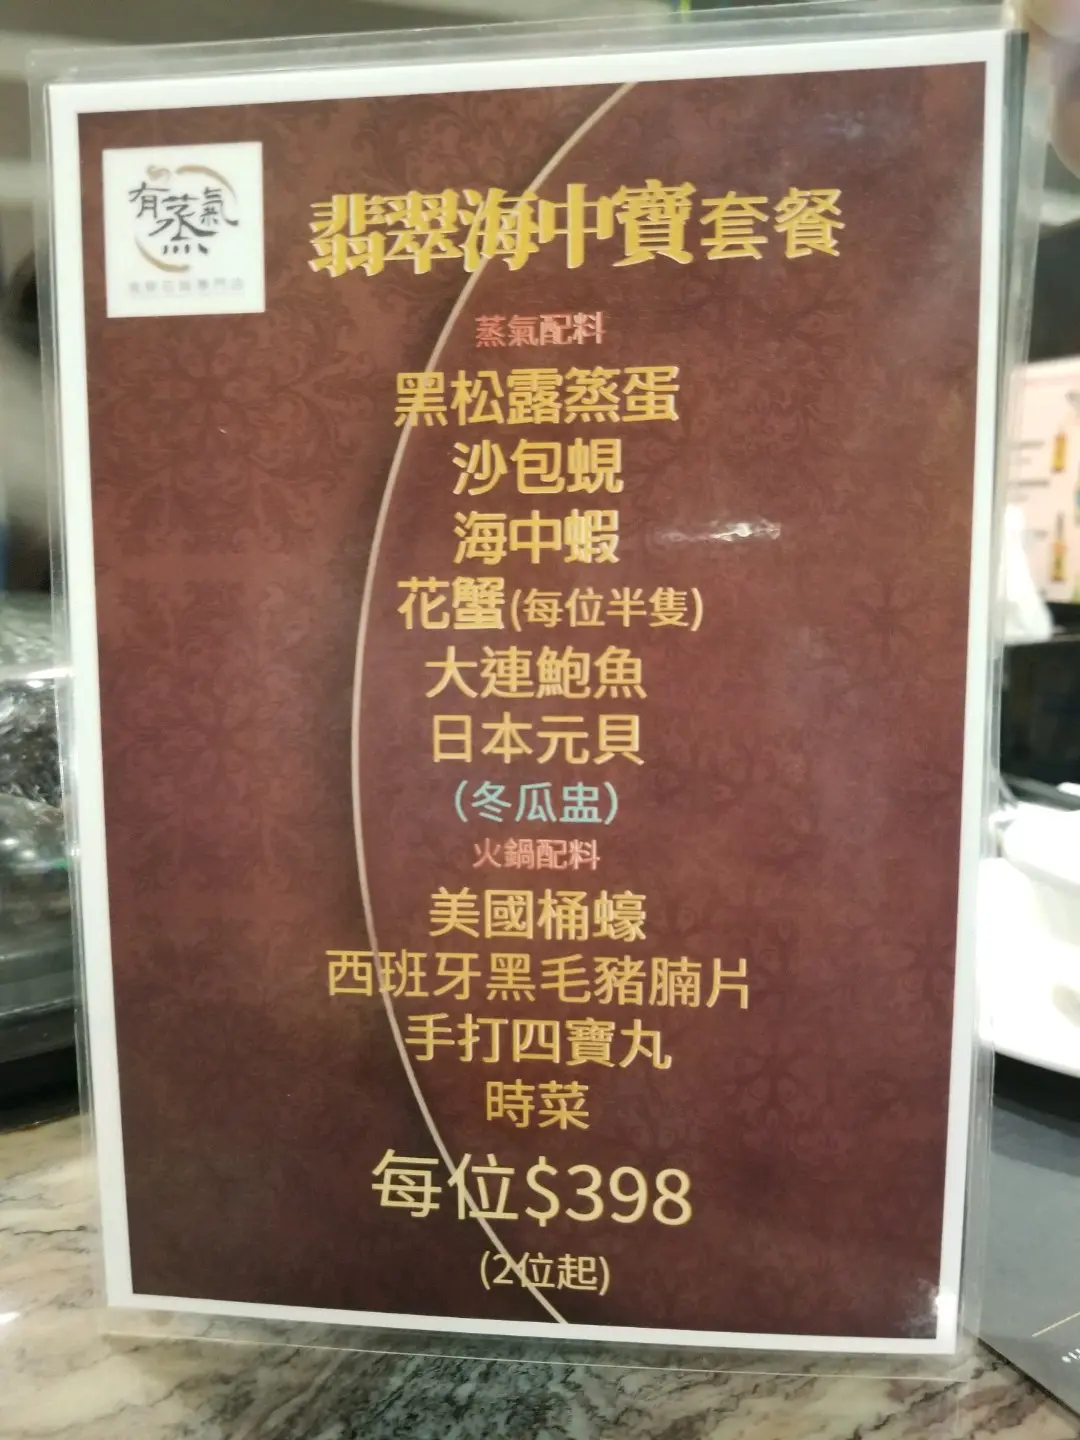 有蒸氣
翡翠海中寶套餐
蒸氣配料
黑松露蒸蛋
沙包蜆
海中蝦
花蟹(每位半隻)
大連鮑魚
日本元貝
(冬瓜盅)
火鍋配料
美國桶蠔
西班牙黑毛豬腩片
手打四寶丸
時菜
每位$398
(2位起)